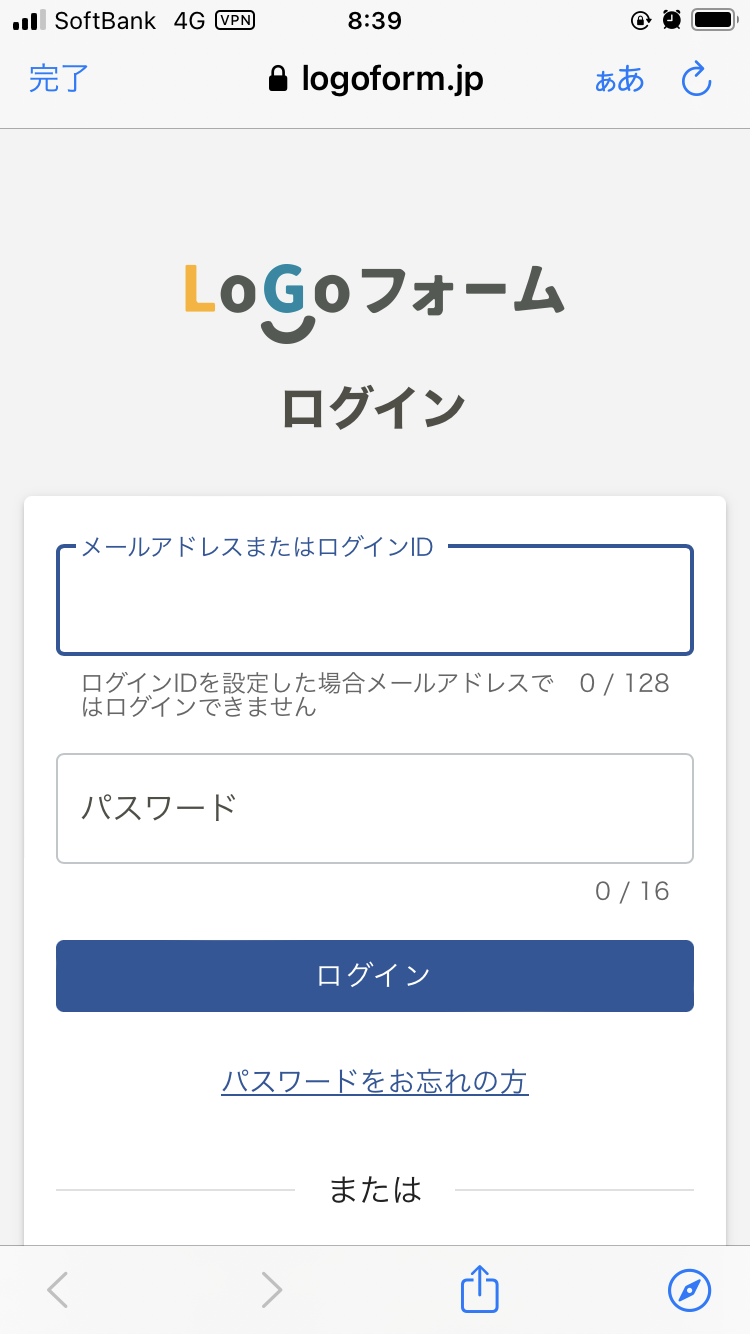 SoftBank 4G VPN 8:39
完了 logoform.jp ぁあ
LoGoフォーム
ログイン
メールアドレスまたはログインID
ログインIDを設定した場合メールアドレスで 0 / 128
はログインできません
パスワード
0 / 16
ログイン
パスワードをお忘れの方
または